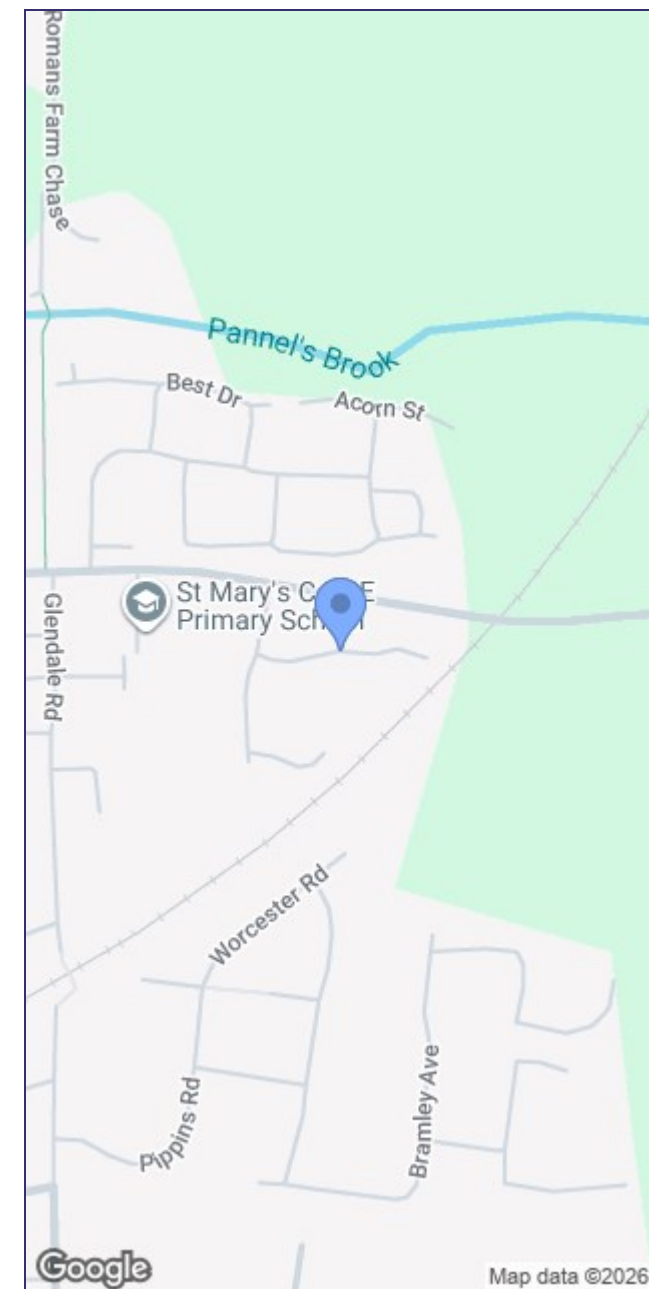 Romans Farm Chase
Pannel's Brook
Best Dr
Acorn St
St Mary's C E
Primary School
Glendale Rd
Worcester Rd
Pippins Rd
Bramley Ave
Google
Map data ©2026